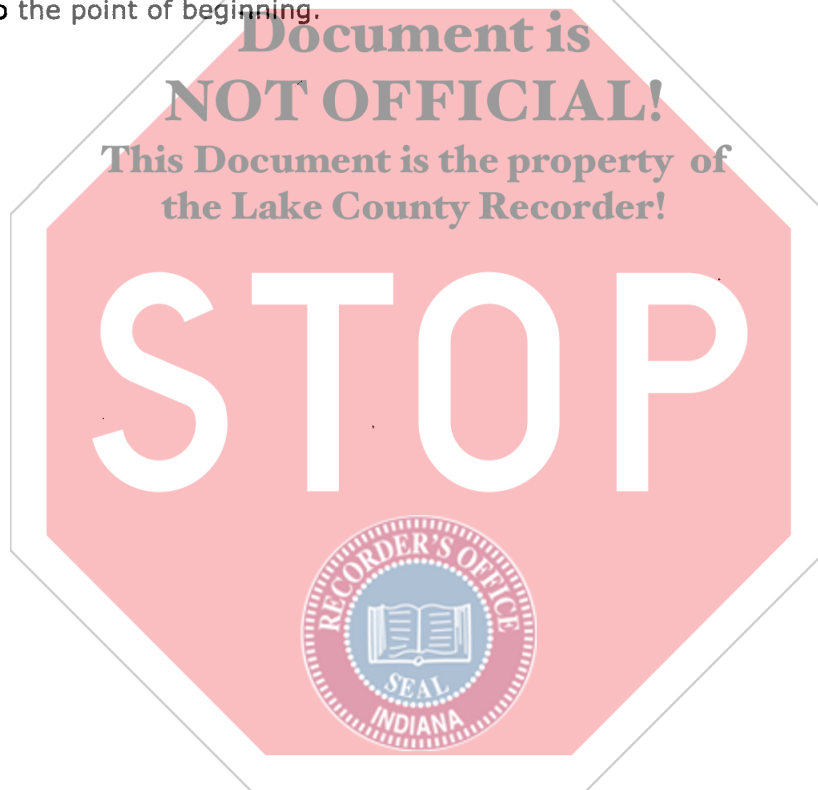 the point of beginning.
Document is
NOT OFFICIAL!
This Document is the property of
the Lake County Recorder!
STOP
RECORDER'S OFFICE
SEAL
INDIANA